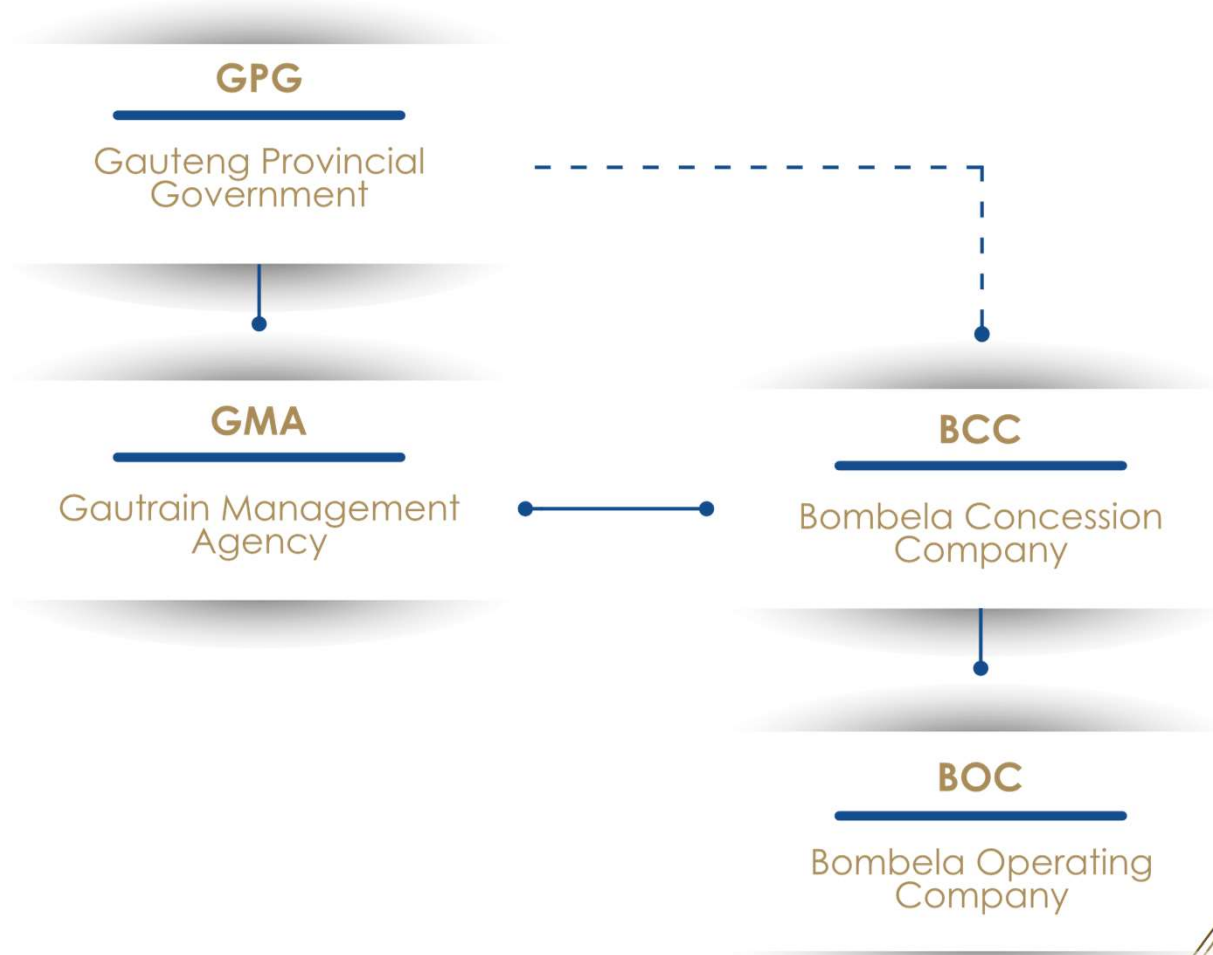 GPG
Gauteng Provincial
Government
GMA
Gautrain Management
Agency
BCC
Bombela Concession
Company
BOC
Bombela Operating
Company